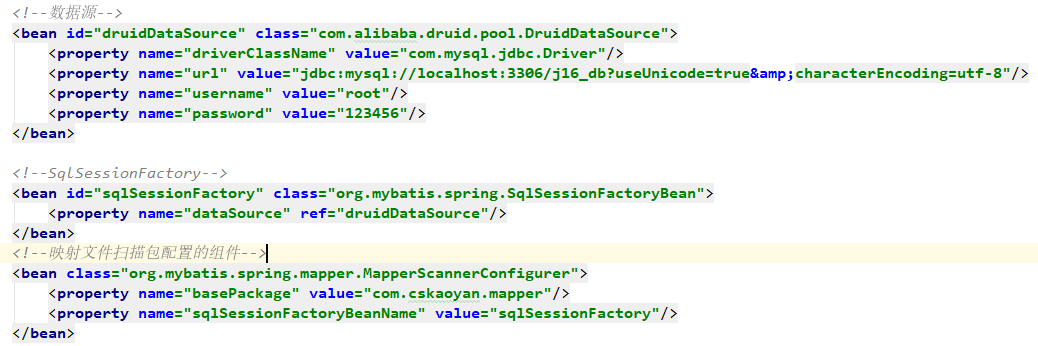 <!--数据源-->
<bean id="druidDataSource" class="com.alibaba.druid.pool.DruidDataSource">
    <property name="driverClassName" value="com.mysql.jdbc.Driver"/>
    <property name="url" value="jdbc:mysql://localhost:3306/j16_db?useUnicode=true&amp;characterEncoding=utf-8"/>
    <property name="username" value="root"/>
    <property name="password" value="123456"/>
</bean>
<!--SqlSessionFactory-->
<bean id="sqlSessionFactory" class="org.mybatis.spring.SqlSessionFactoryBean">
    <property name="dataSource" ref="druidDataSource"/>
</bean>
<!--映射文件扫描包配置的组件-->
<bean class="org.mybatis.spring.mapper.MapperScannerConfigurer">
    <property name="basePackage" value="com.cskaoyan.mapper"/>
    <property name="sqlSessionFactoryBeanName" value="sqlSessionFactory"/>
</bean>